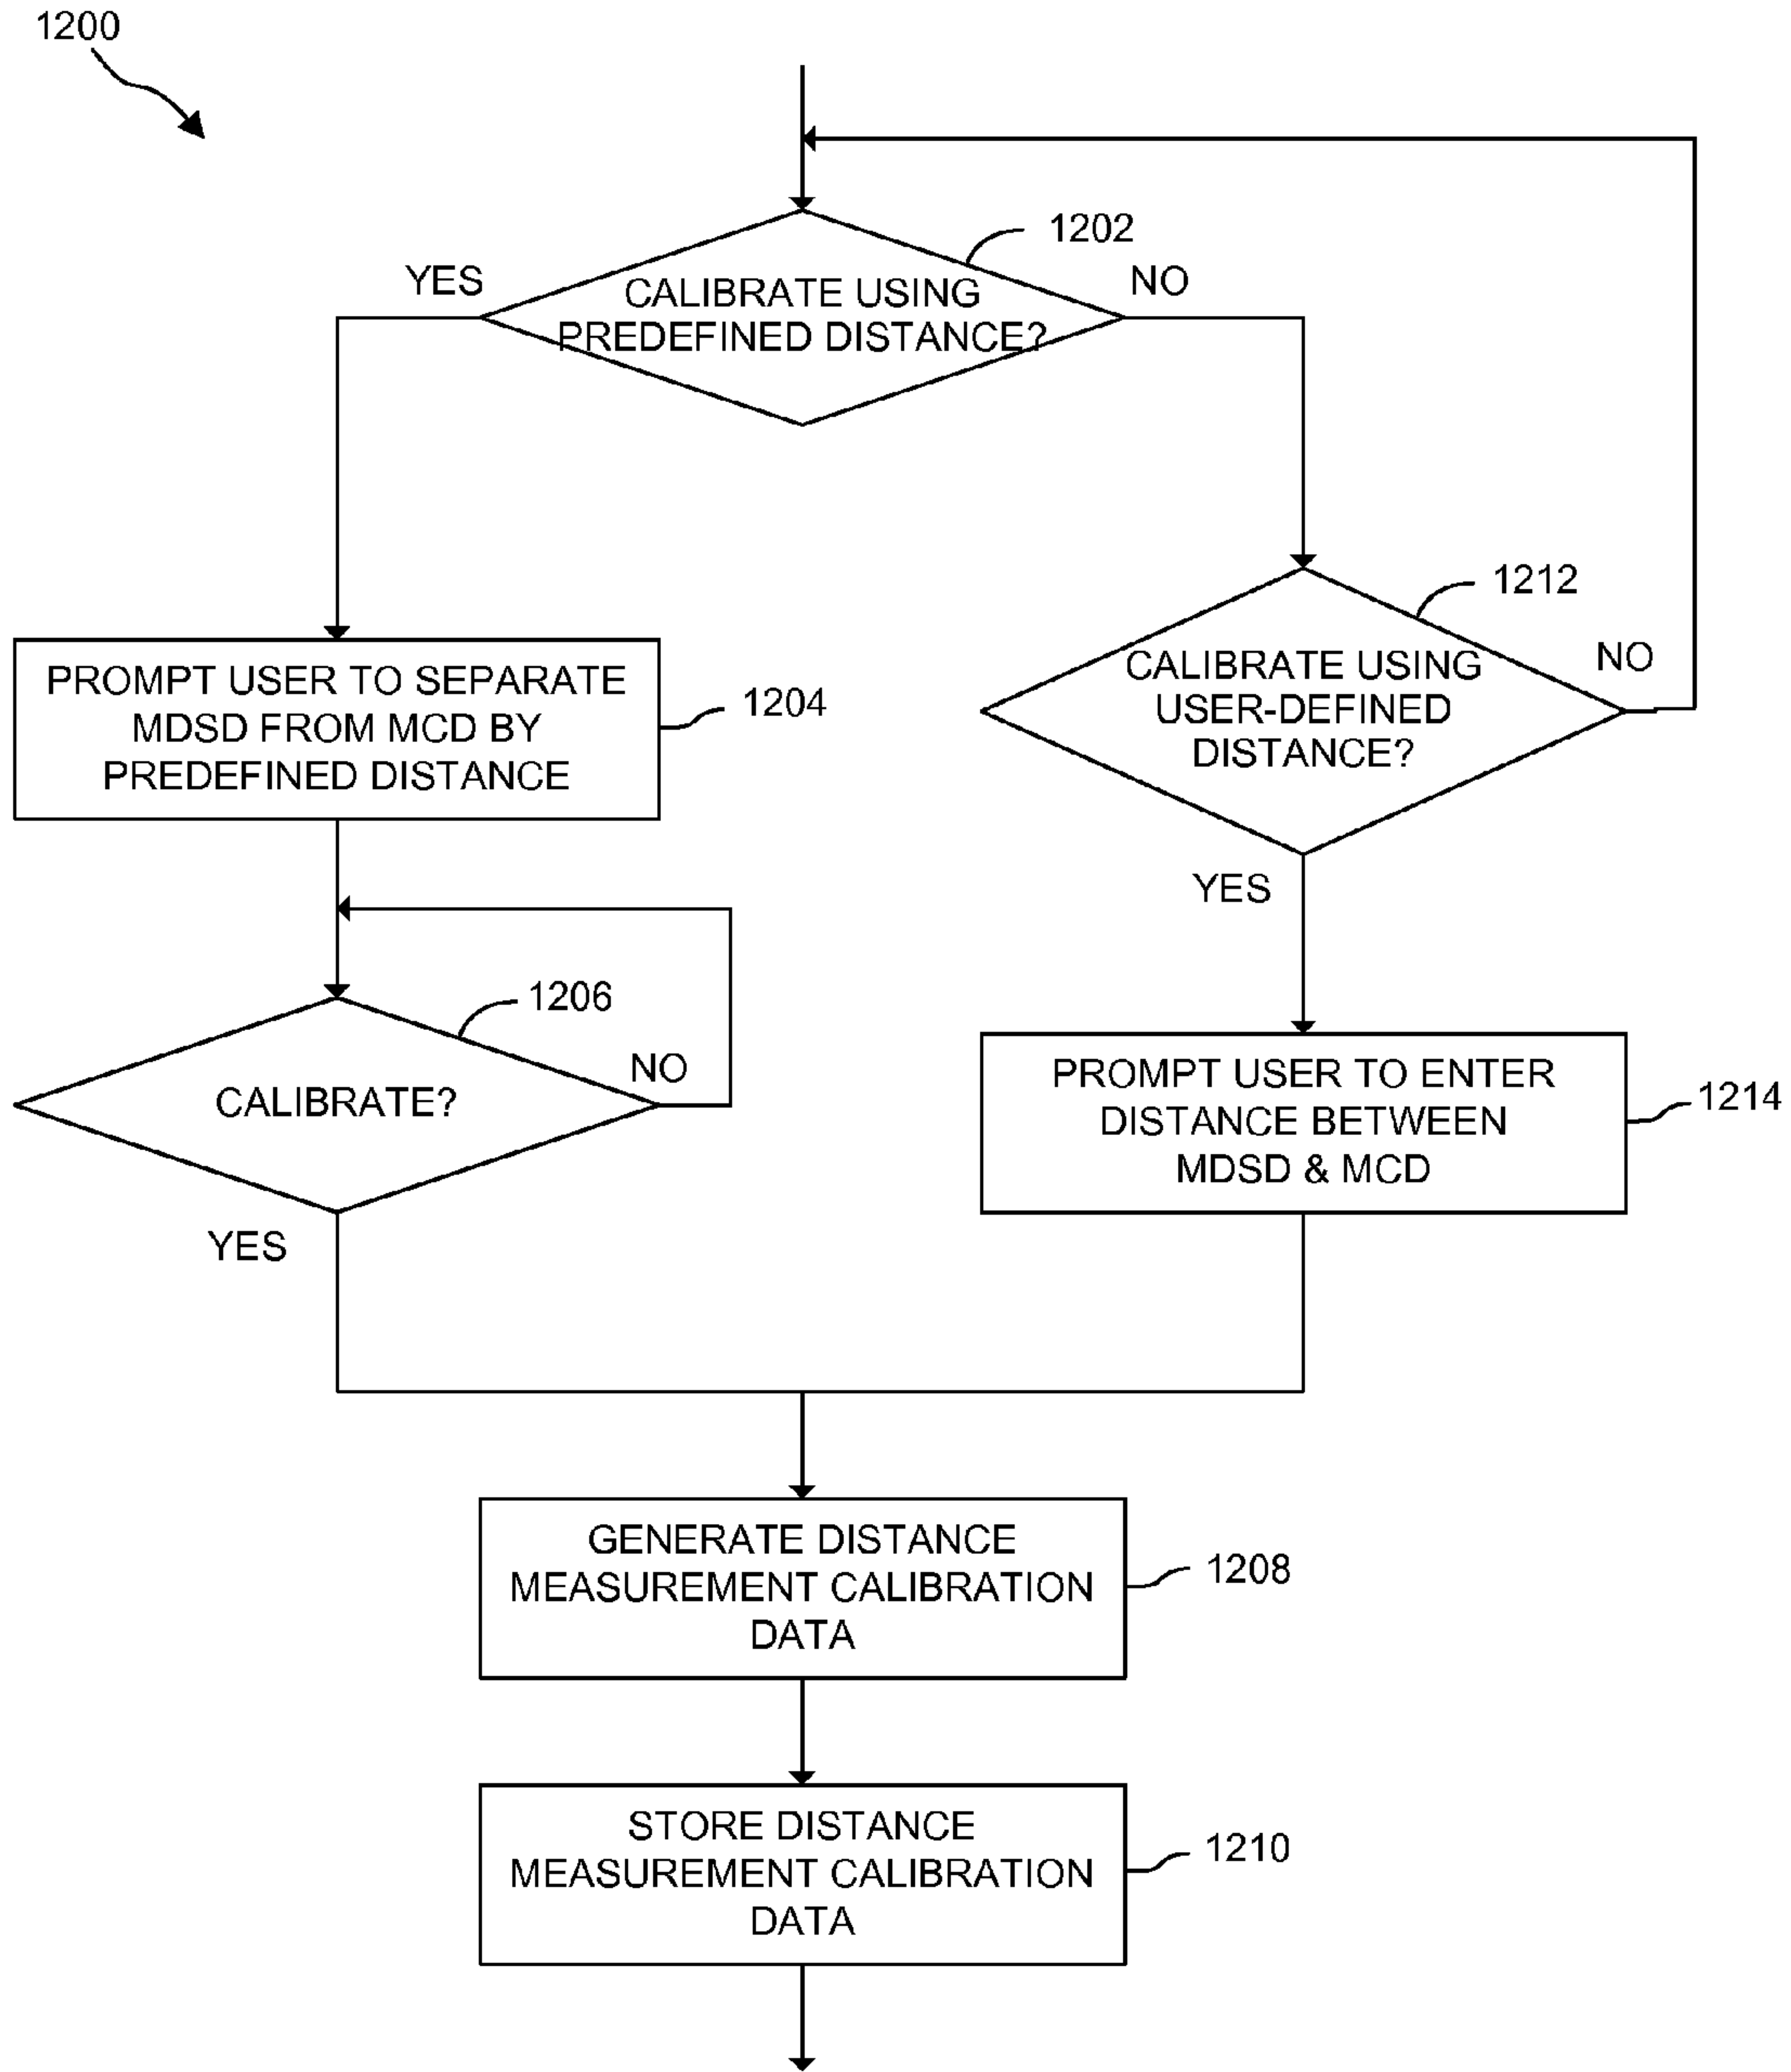 1200
1202
YES
NO
CALIBRATE USING
PREDEFINED DISTANCE?
1212
CALIBRATE USING
USER-DEFINED
DISTANCE?
NO
YES
PROMPT USER TO SEPARATE
MDSD FROM MCD BY
PREDEFINED DISTANCE
1204
1206
CALIBRATE?
NO
YES
PROMPT USER TO ENTER
DISTANCE BETWEEN
MDSD & MCD
1214
GENERATE DISTANCE
MEASUREMENT CALIBRATION
DATA
1208
STORE DISTANCE
MEASUREMENT CALIBRATION
DATA
1210